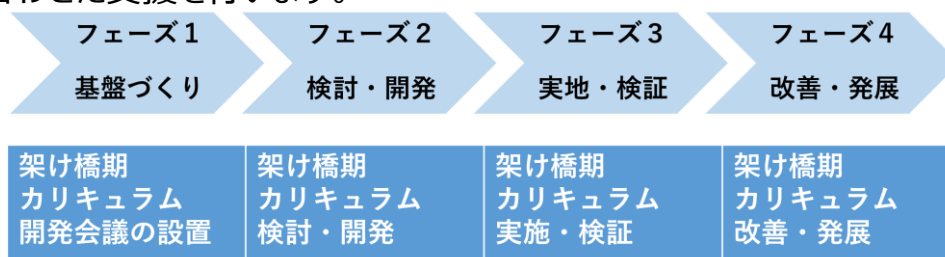 フェーズ1
基盤づくり
フェーズ2
検討・開発
フェーズ3
実地・検証
フェーズ4
改善・発展
架け橋期
カリキュラム
開発会議の設置
架け橋期
カリキュラム
検討・開発
架け橋期
カリキュラム
実施・検証
架け橋期
カリキュラム
改善・発展